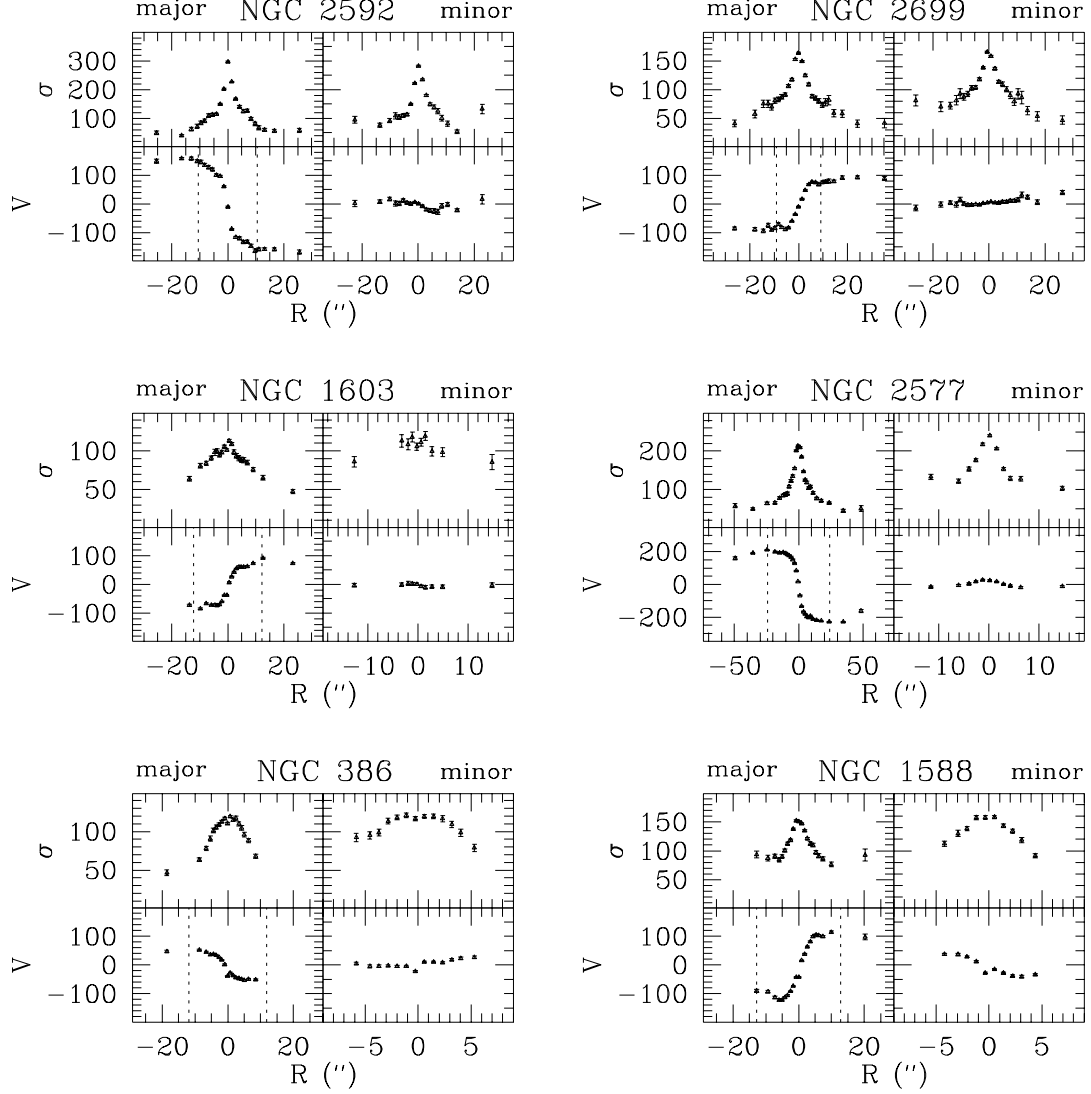 major NGC 2592 minor
300
200
100
σ
100
0
−100
V
−20 0 20 −20 0 20
R (″)
major NGC 2699 minor
150
100
50
σ
100
0
−100
V
−20 0 20 −20 0 20
R (″)
major NGC 1603 minor
100
50
σ
100
0
−100
V
−20 0 20 −10 0 10
R (″)
major NGC 2577 minor
200
100
σ
200
0
−200
V
−50 0 50 −10 0 10
R (″)
major NGC 386 minor
100
50
σ
100
0
−100
V
−20 0 20 −5 0 5
R (″)
major NGC 1588 minor
150
100
50
σ
100
0
−100
V
−20 0 20 −5 0 5
R (″)